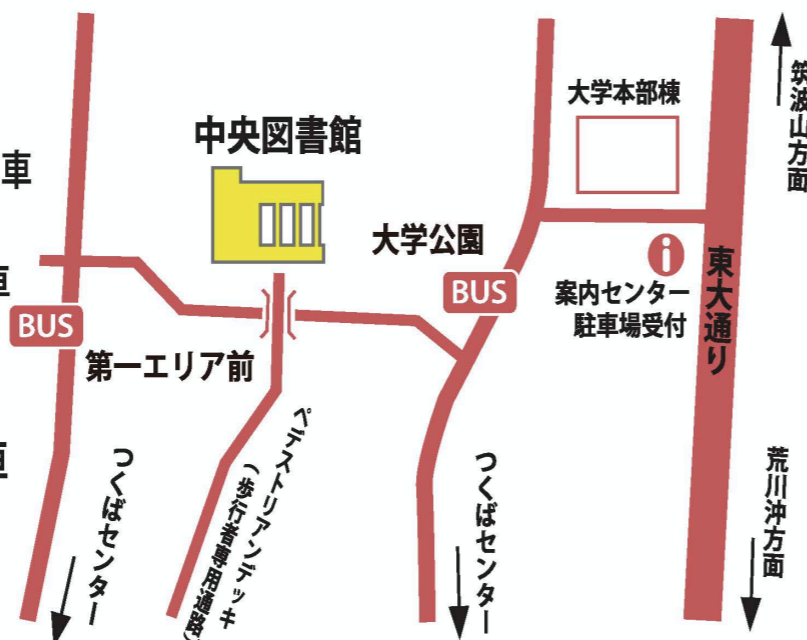 大学本部棟
筑波山方面
中央図書館
車
大学公園
BUS
案内センター
駐車場受付
東大通り
BUS
第一エリア前
つくばセンター
ペデストリアンデッキ
(歩行者専用通路)
つくばセンター
荒川沖方面